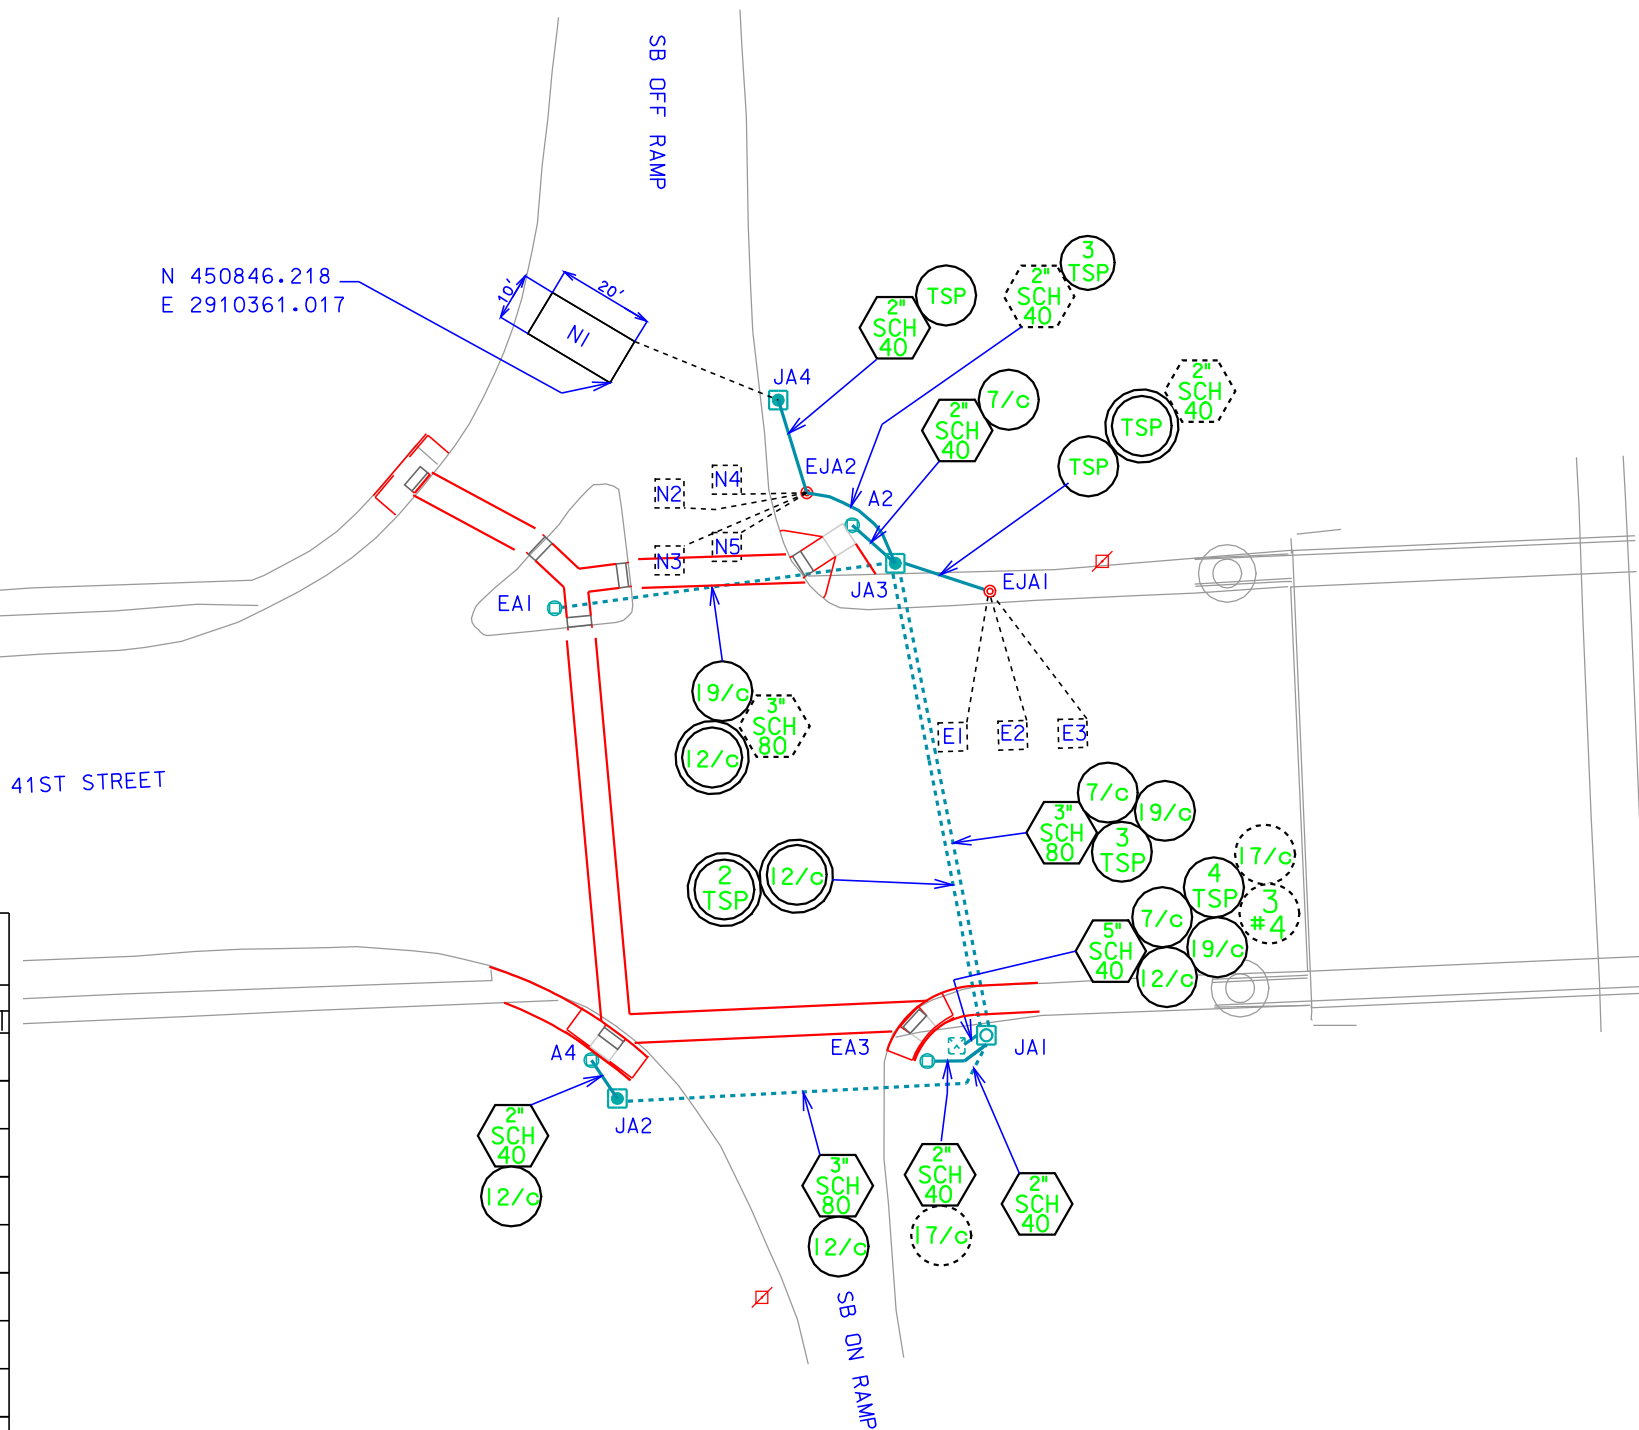 SB OFF RAMP
N 450846.218
E 2910361.017
10'
20'
N1
3
TSP
2"
SCH
40
TSP
2"
SCH
40
JA4
7/c
2"
SCH
40
2"
SCH
40
TSP
TSP
EJA2
A2
N2
N4
N3
N5
JA3
EJA1
EA1
19/c
3"
SCH
80
12/c
E1
E2
E3
41ST STREET
7/c
19/c
3"
SCH
80
3
TSP
2
TSP
12/c
17/c
4
TSP
3
#4
7/c
19/c
5"
SCH
40
12/c
A4
EA3
JA1
JA2
2"
SCH
40
12/c
3"
SCH
80
12/c
2"
SCH
40
17/c
2"
SCH
40
SB ON RAMP